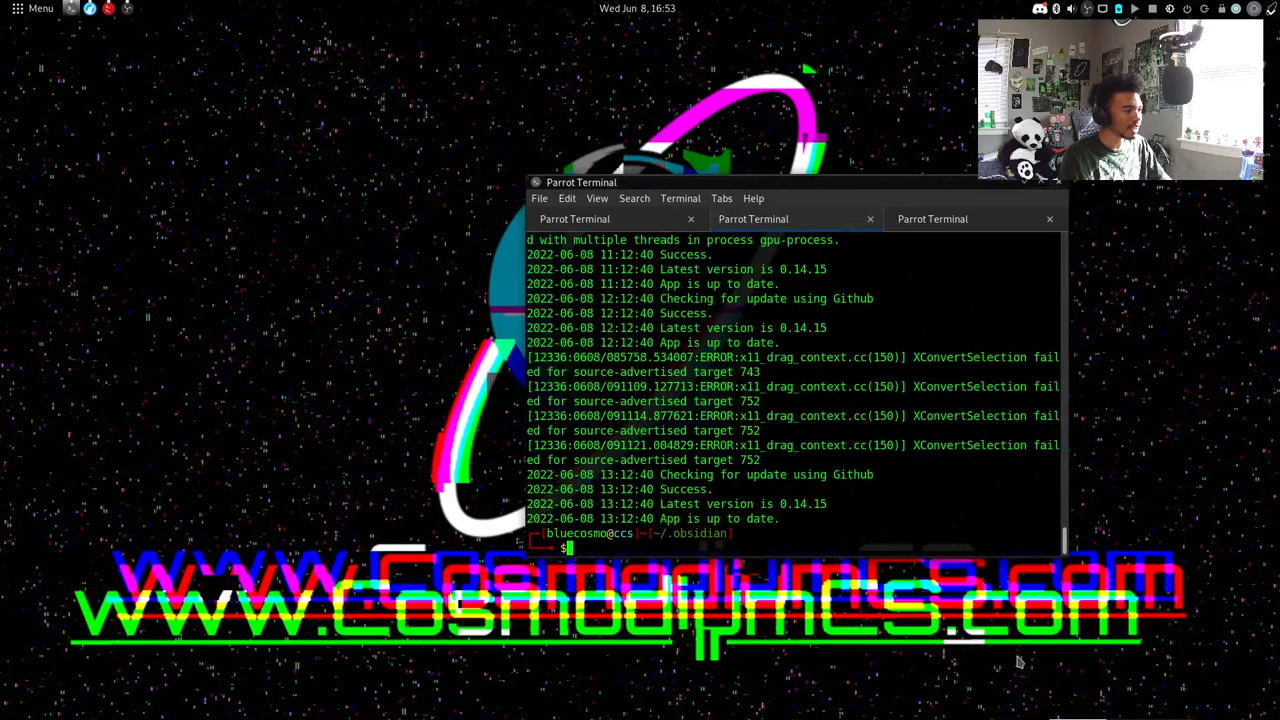 Menu
Wed Jun 8, 16:53
Parrot Terminal
File Edit View Search Terminal Tabs Help
Parrot Terminal Parrot Terminal Parrot Terminal
d with multiple threads in process gpu-process.
2022-06-08 11:12:40 Success.
2022-06-08 11:12:40 Latest version is 0.14.15
2022-06-08 11:12:40 App is up to date.
2022-06-08 12:12:40 Checking for update using Github
2022-06-08 12:12:40 Success.
2022-06-08 12:12:40 Latest version is 0.14.15
2022-06-08 12:12:40 App is up to date.
[12336:0608/085758.534007:ERROR:x11_drag_context.cc(150)] XConvertSelection fail
ed for source-advertised target 743
[12336:0608/091109.127713:ERROR:x11_drag_context.cc(150)] XConvertSelection fail
ed for source-advertised target 752
[12336:0608/091114.877621:ERROR:x11_drag_context.cc(150)] XConvertSelection fail
ed for source-advertised target 752
[12336:0608/091121.004829:ERROR:x11_drag_context.cc(150)] XConvertSelection fail
ed for source-advertised target 752
2022-06-08 13:12:40 Checking for update using Github
2022-06-08 13:12:40 Success.
2022-06-08 13:12:40 Latest version is 0.14.15
2022-06-08 13:12:40 App is up to date.
[bluecosmo@ccs]-[~/.obsidian]
$
www.CosmodiumCS.com